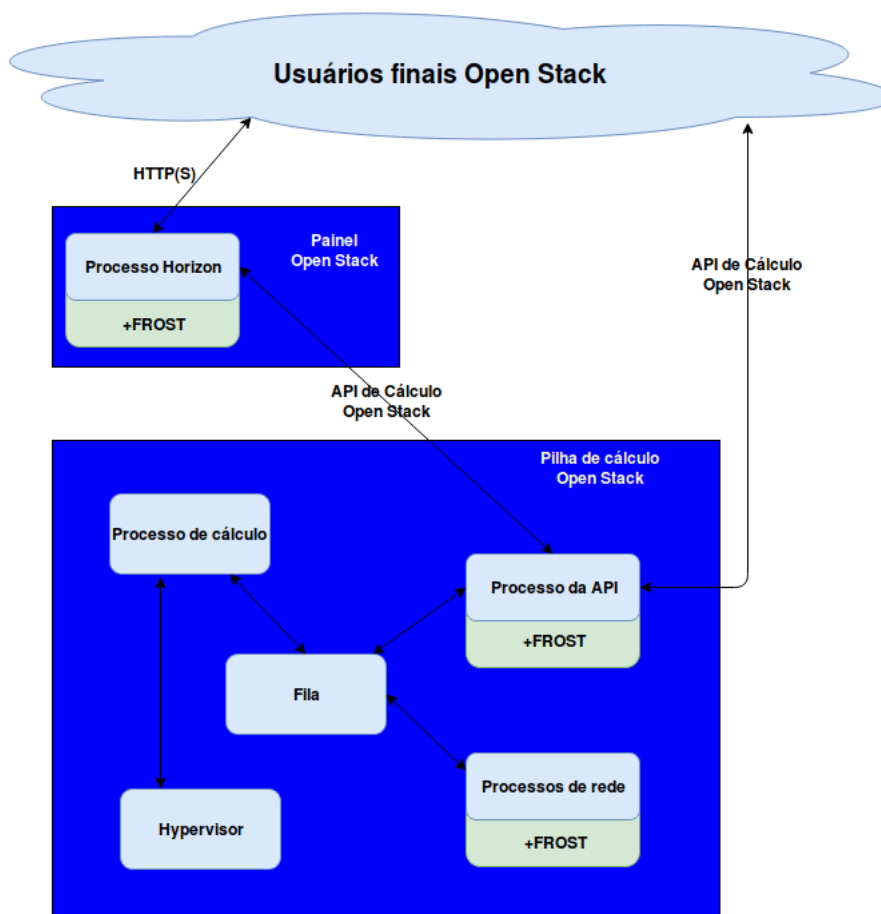 Usuários finais Open Stack
HTTP(S)
Painel
Open Stack
Processo Horizon
+FROST
API de Cálculo
Open Stack
API de Cálculo
Open Stack
Pilha de cálculo
Open Stack
Processo de cálculo
Processo da API
+FROST
Fila
Processos de rede
+FROST
Hypervisor